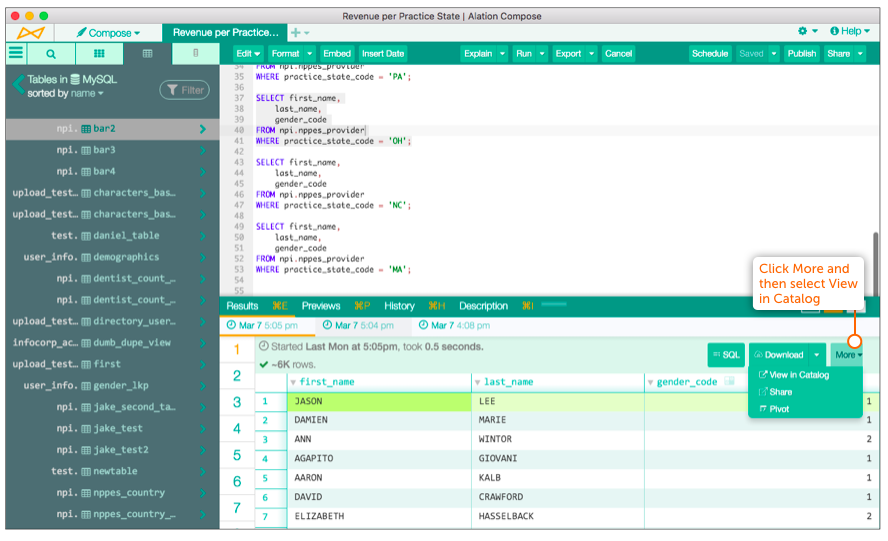 Revenue per Practice State | Alation Compose
Compose
Revenue per Practice...
Help
Edit Format Embed Insert Date Explain Run Export Cancel Schedule Saved Publish Share
Tables in MySQL
sorted by name
Filter
npi. bar2
npi. bar3
npi. bar4
upload_test… characters_bas…
upload_test… characters_bas…
test. daniel_table
user_info. demographics
npi. dentist_count_…
npi. dentist_count_…
upload_test… directory_user…
infocorp_ac… dumb_dupe_view
upload_test… first
user_info. gender_lkp
npi. jake_second_ta…
npi. jake_test
npi. jake_test2
test. newtable
npi. nppes_country
npi. nppes_country_…
34 FROM npi.nppes_provider
35 WHERE practice_state_code = 'PA';
36
37 SELECT first_name,
38 last_name,
39 gender_code
40 FROM npi.nppes_provider
41 WHERE practice_state_code = 'OH';
42
43 SELECT first_name,
44 last_name,
45 gender_code
46 FROM npi.nppes_provider
47 WHERE practice_state_code = 'NC';
48
49 SELECT first_name,
50 last_name,
51 gender_code
52 FROM npi.nppes_provider
53 WHERE practice_state_code = 'MA';
54
55
Click More and
then select View
in Catalog
Results ⌘E Previews ⌘P History ⌘H Description ⌘I
Mar 7 5:05 pm Mar 7 5:04 pm Mar 7 4:08 pm
1
2
3
4
5
6
7
Started Last Mon at 5:05pm, took 0.5 seconds.
~6K rows.
SQL Download More
View in Catalog
Share
Pivot
first_name last_name gender_code
1 JASON LEE 1
2 DAMIEN MARIE 1
3 ANN WINTOR 2
4 AGAPITO GIOVANI 1
5 AARON KALB 1
6 DAVID CRAWFORD 1
7 ELIZABETH HASSELBACK 2